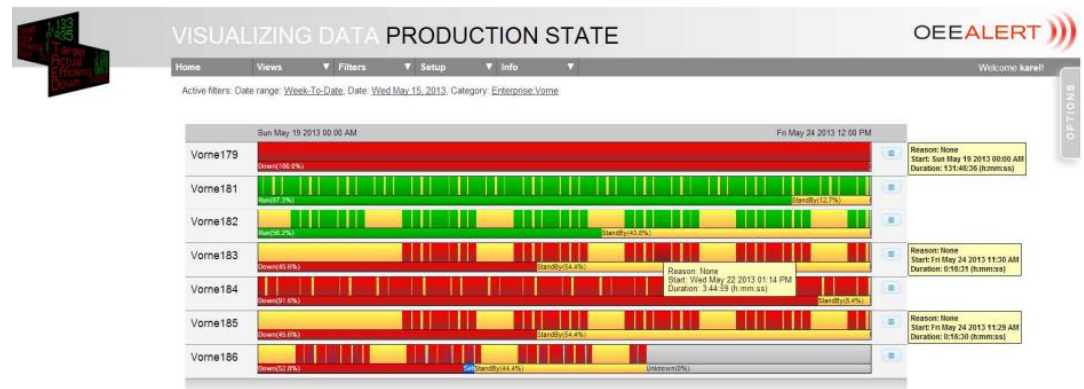 VISUALIZING DATA PRODUCTION STATE
OEEALERT
Home Views Filters Setup Info Welcome karel!
Active filters: Date range: Week-To-Date, Date: Wed May 15, 2013, Category: Enterprise:Vorne
OPTIONS
Sun May 19 2013 00:00 AM Fri May 24 2013 12:00 PM
Vorne179
Down(100.0%)
Reason: None
Start: Sun May 19 2013 00:00 AM
Duration: 131:46:36 (h:mm:ss)
Vorne181
Run(87.3%) StandBy(12.7%)
Vorne182
Run(56.2%) StandBy(43.8%)
Vorne183
Down(45.6%) StandBy(54.4%)
Reason: None
Start: Wed May 22 2013 01:14 PM
Duration: 3:44:59 (h:mm:ss)
Reason: None
Start: Fri May 24 2013 11:30 AM
Duration: 0:16:31 (h:mm:ss)
Vorne184
Down(91.6%) StandBy(8.4%)
Vorne185
Down(45.6%) StandBy(54.4%)
Reason: None
Start: Fri May 24 2013 11:29 AM
Duration: 0:16:30 (h:mm:ss)
Vorne186
Down(52.8%) Set StandBy(44.4%) Unknown(0%)